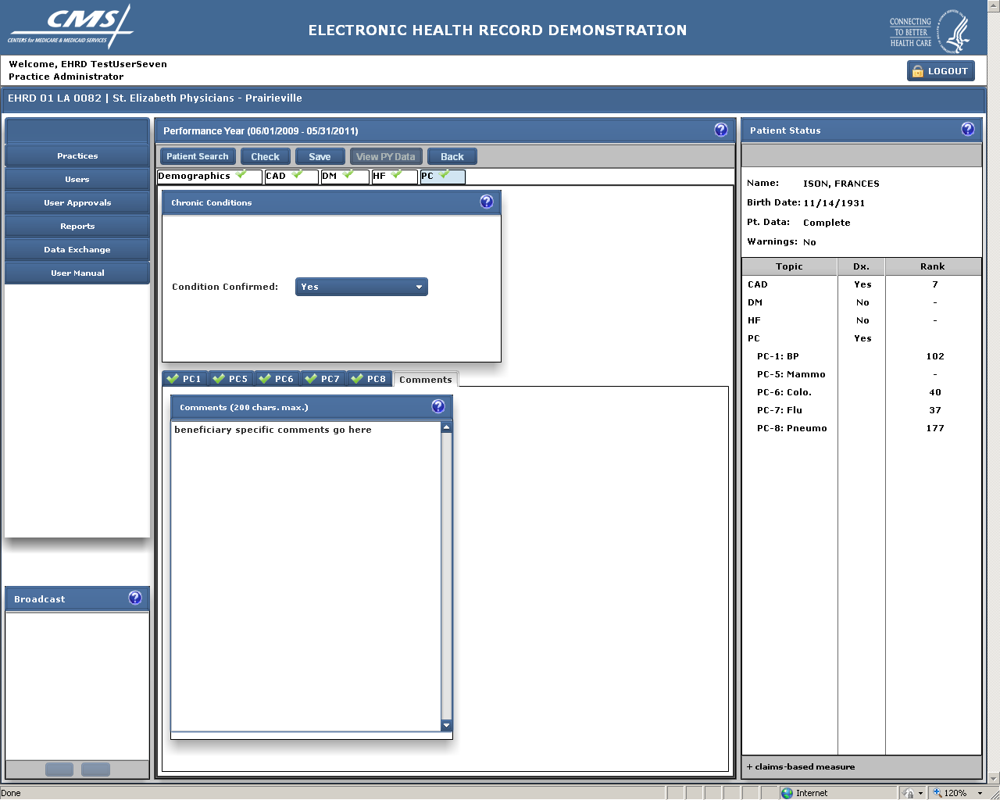 CMS
CENTERS for MEDICARE & MEDICAID SERVICES
ELECTRONIC HEALTH RECORD DEMONSTRATION
CONNECTING
TO BETTER
HEALTH CARE
Welcome, EHRD TestUserSeven
Practice Administrator
LOGOUT
EHRD 01 LA 0082 | St. Elizabeth Physicians - Prairieville
Practices
Users
User Approvals
Reports
Data Exchange
User Manual
Broadcast
Performance Year (06/01/2009 - 05/31/2011)
Patient Search Check Save View PY Data Back
Demographics CAD DM HF PC
Chronic Conditions
Condition Confirmed: Yes
PC1 PC5 PC6 PC7 PC8 Comments
Comments (200 chars. max.)
beneficiary specific comments go here
Patient Status
Name: ISON, FRANCES
Birth Date: 11/14/1931
Pt. Data: Complete
Warnings: No
Topic Dx. Rank
CAD Yes 7
DM No -
HF No -
PC Yes
PC-1: BP 102
PC-5: Mammo -
PC-6: Colo. 40
PC-7: Flu 37
PC-8: Pneumo 177
+ claims-based measure
Done Internet 120%